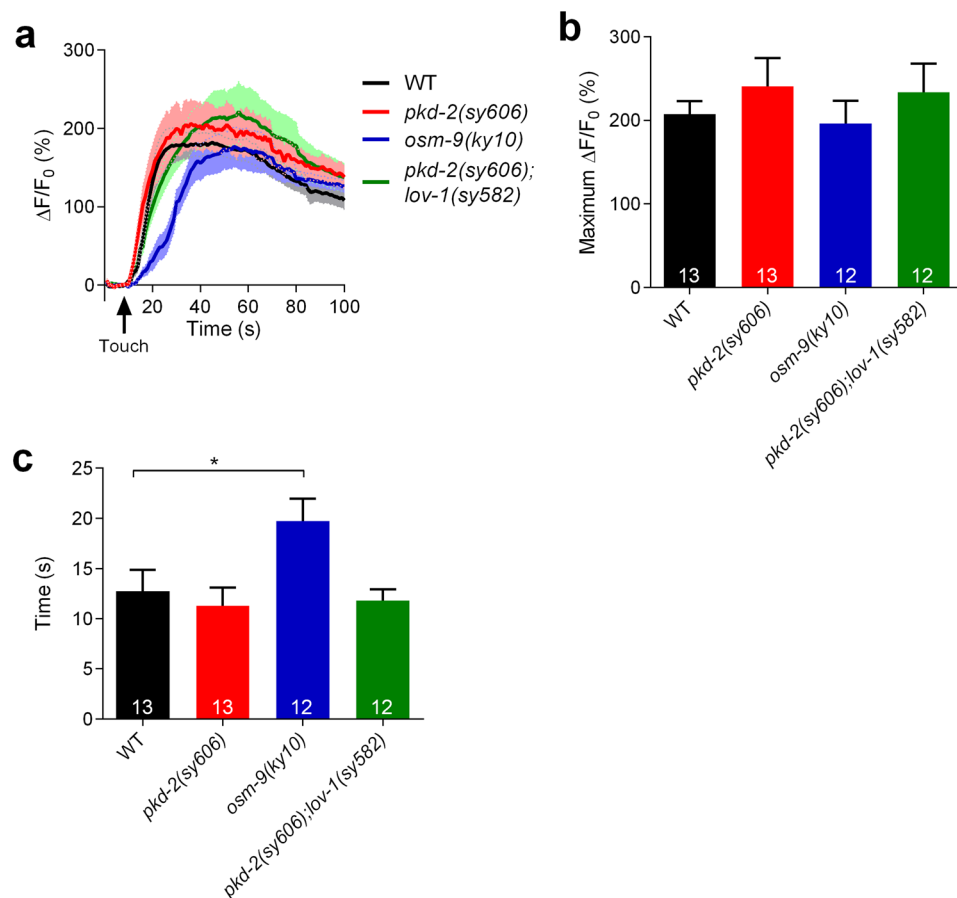 a
300
200
100
0
ΔF/F0 (%)
20 40 60 80 100
Time (s)
Touch
WT
pkd-2(sy606)
osm-9(ky10)
pkd-2(sy606);
lov-1(sy582)
b
300
200
100
0
Maximum ΔF/F0 (%)
13 13 12 12
WT
pkd-2(sy606)
osm-9(ky10)
pkd-2(sy606);lov-1(sy582)
c
25
20
15
10
5
0
Time (s)
*
13 13 12 12
WT
pkd-2(sy606)
osm-9(ky10)
pkd-2(sy606);lov-1(sy582)